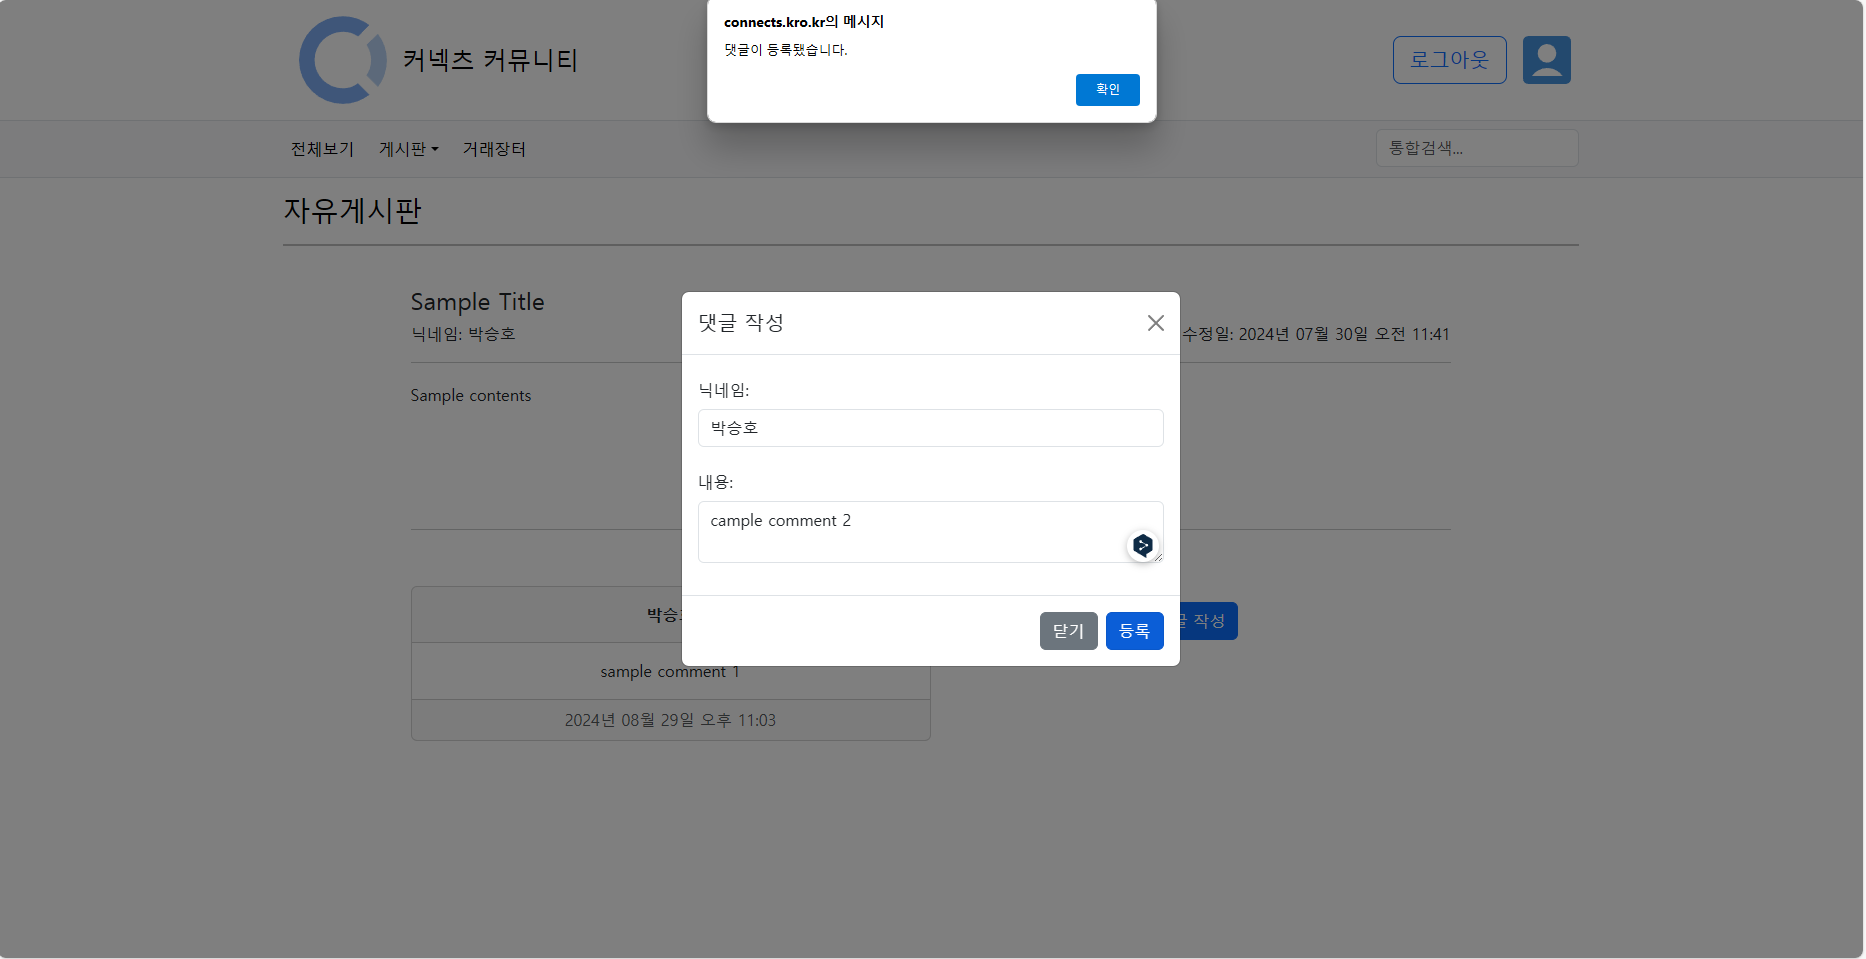 connects.kro.kr의 메시지
댓글이 등록됐습니다.
확인
커넥츠 커뮤니티
로그아웃
전체보기 게시판 거래장터
통합검색...
자유게시판
Sample Title
닉네임: 박승호
수정일: 2024년 07월 30일 오전 11:41
Sample contents
댓글 작성
닉네임:
박승호
내용:
cample comment 2
닫기 등록
작성
sample comment 1
2024년 08월 29일 오후 11:03